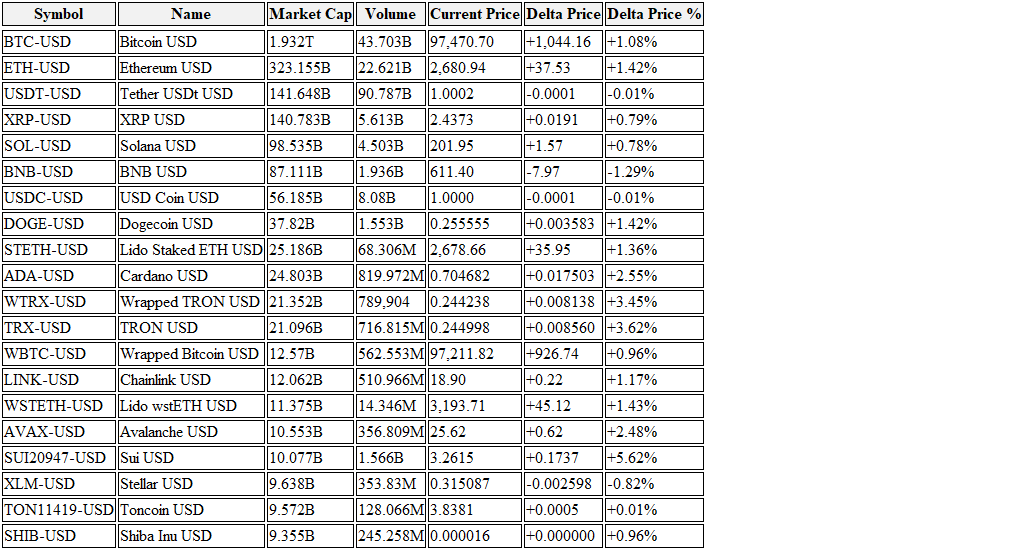 Symbol Name Market Cap Volume Current Price Delta Price Delta Price %
BTC-USD Bitcoin USD 1.932T 43.703B 97,470.70 +1,044.16 +1.08%
ETH-USD Ethereum USD 323.155B 22.621B 2,680.94 +37.53 +1.42%
USDT-USD Tether USDt USD 141.648B 90.787B 1.0002 -0.0001 -0.01%
XRP-USD XRP USD 140.783B 5.613B 2.4373 +0.0191 +0.79%
SOL-USD Solana USD 98.535B 4.503B 201.95 +1.57 +0.78%
BNB-USD BNB USD 87.111B 1.936B 611.40 -7.97 -1.29%
USDC-USD USD Coin USD 56.185B 8.08B 1.0000 -0.0001 -0.01%
DOGE-USD Dogecoin USD 37.82B 1.553B 0.255555 +0.003583 +1.42%
STETH-USD Lido Staked ETH USD 25.186B 68.306M 2,678.66 +35.95 +1.36%
ADA-USD Cardano USD 24.803B 819.972M 0.704682 +0.017503 +2.55%
WTRX-USD Wrapped TRON USD 21.352B 789,904 0.244238 +0.008138 +3.45%
TRX-USD TRON USD 21.096B 716.815M 0.244998 +0.008560 +3.62%
WBTC-USD Wrapped Bitcoin USD 12.57B 562.553M 97,211.82 +926.74 +0.96%
LINK-USD Chainlink USD 12.062B 510.966M 18.90 +0.22 +1.17%
WSTETH-USD Lido wstETH USD 11.375B 14.346M 3,193.71 +45.12 +1.43%
AVAX-USD Avalanche USD 10.553B 356.809M 25.62 +0.62 +2.48%
SUI20947-USD Sui USD 10.077B 1.566B 3.2615 +0.1737 +5.62%
XLM-USD Stellar USD 9.638B 353.83M 0.315087 -0.002598 -0.82%
TON11419-USD Toncoin USD 9.572B 128.066M 3.8381 +0.0005 +0.01%
SHIB-USD Shiba Inu USD 9.355B 245.258M 0.000016 +0.000000 +0.96%